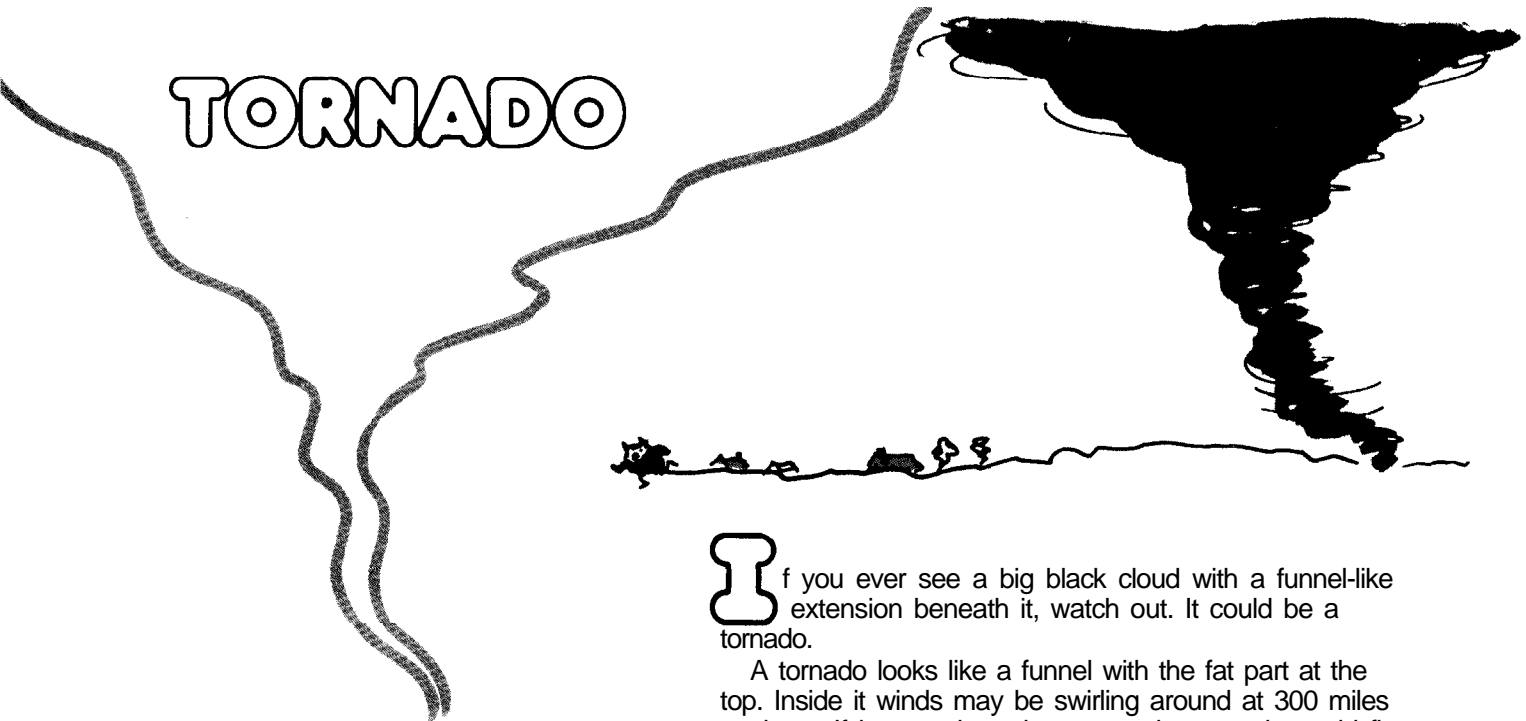 TORNADO
If you ever see a big black cloud with a funnel-like
extension beneath it, watch out. It could be a
tornado.
A tornado looks like a funnel with the fat part at the
top. Inside it winds may be swirling around at 300 miles